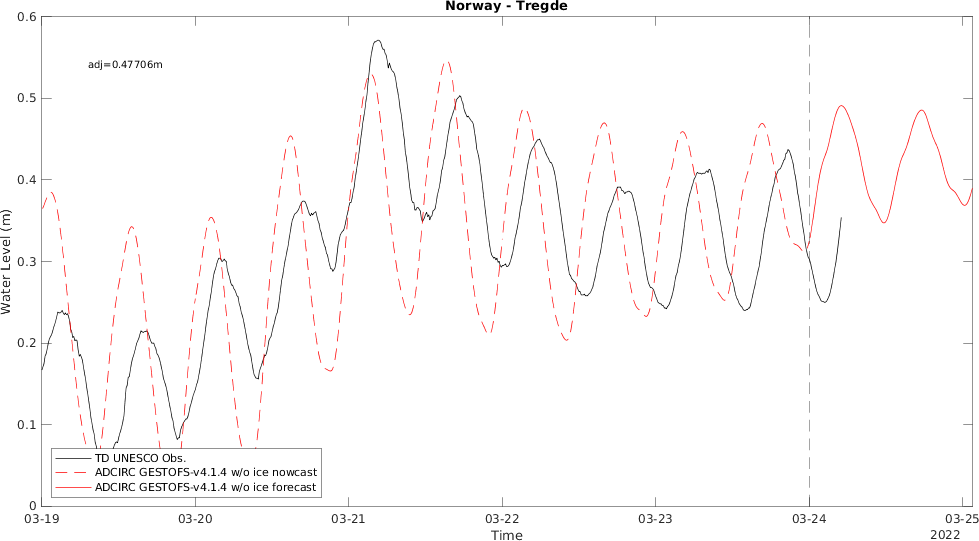 Norway - Tregde
adj=0.47706m
0.6
0.5
0.4
0.3
0.2
0.1
0
Water Level (m)
TD UNESCO Obs.
ADCIRC GESTOFS-v4.1.4 w/o ice nowcast
ADCIRC GESTOFS-v4.1.4 w/o ice forecast
03-19 03-20 03-21 03-22 03-23 03-24 03-25
Time
2022